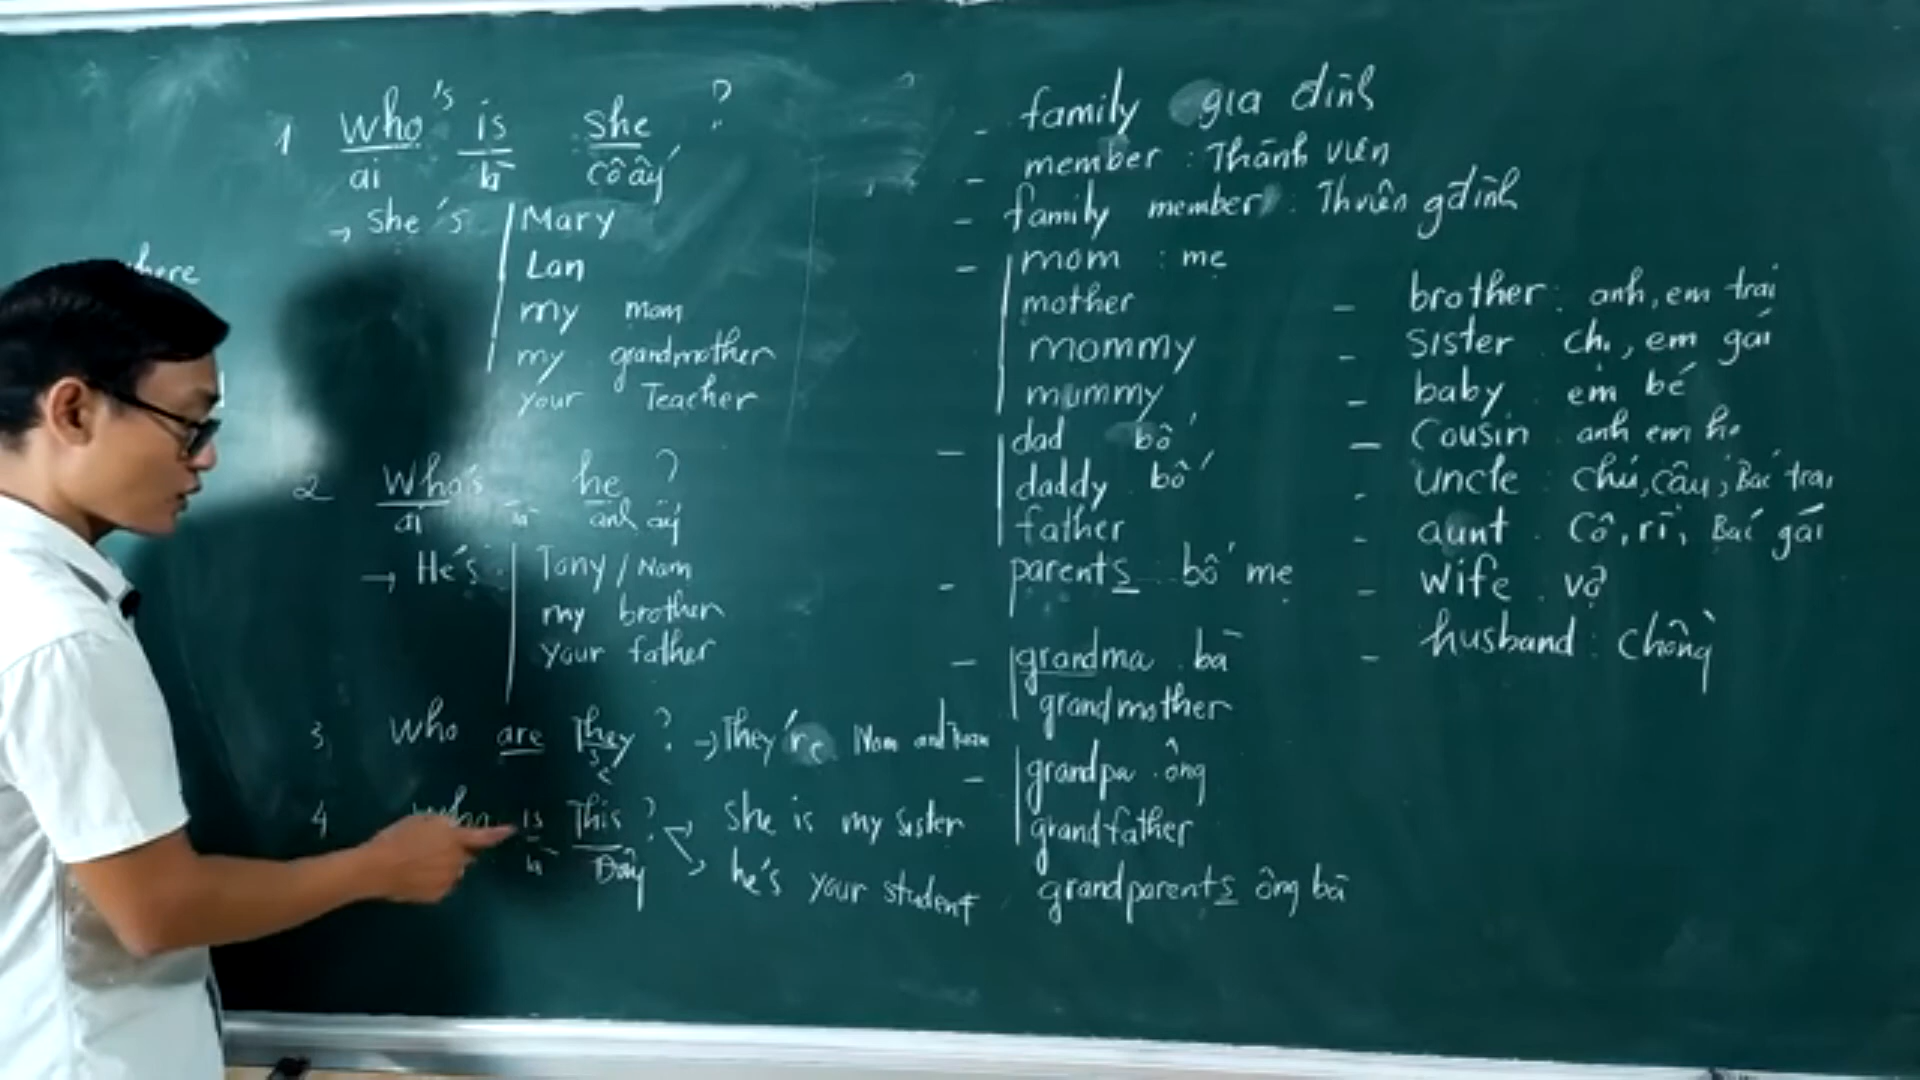 1 Who's is she ?
ai là cô ấy
→ she's Mary
Lan
my mom
my grandmother
your Teacher
here
2 Who's he ?
ai là anh ấy
→ He's Tony / Nam
my brother
your father
3, Who are They ? → They're Nam and Tuan
4 Who is This ? she is my sister
là Đây he's your student
- family gia đình
- member : Thành viên
- family member : Thviên gđình
- mom : mẹ
mother
mommy
mummy
- dad bố
daddy bố
father
- parents bố mẹ
- grandma bà
grandmother
- grandpa ông
grandfather
grandparents ông bà
- brother : anh, em trai
- sister chị, em gái
- baby em bé
- Cousin anh em họ
- uncle : chú, cậu, Bác trai
- aunt . Cô, rì, Bác gái
- wife vợ
- husband : chồng